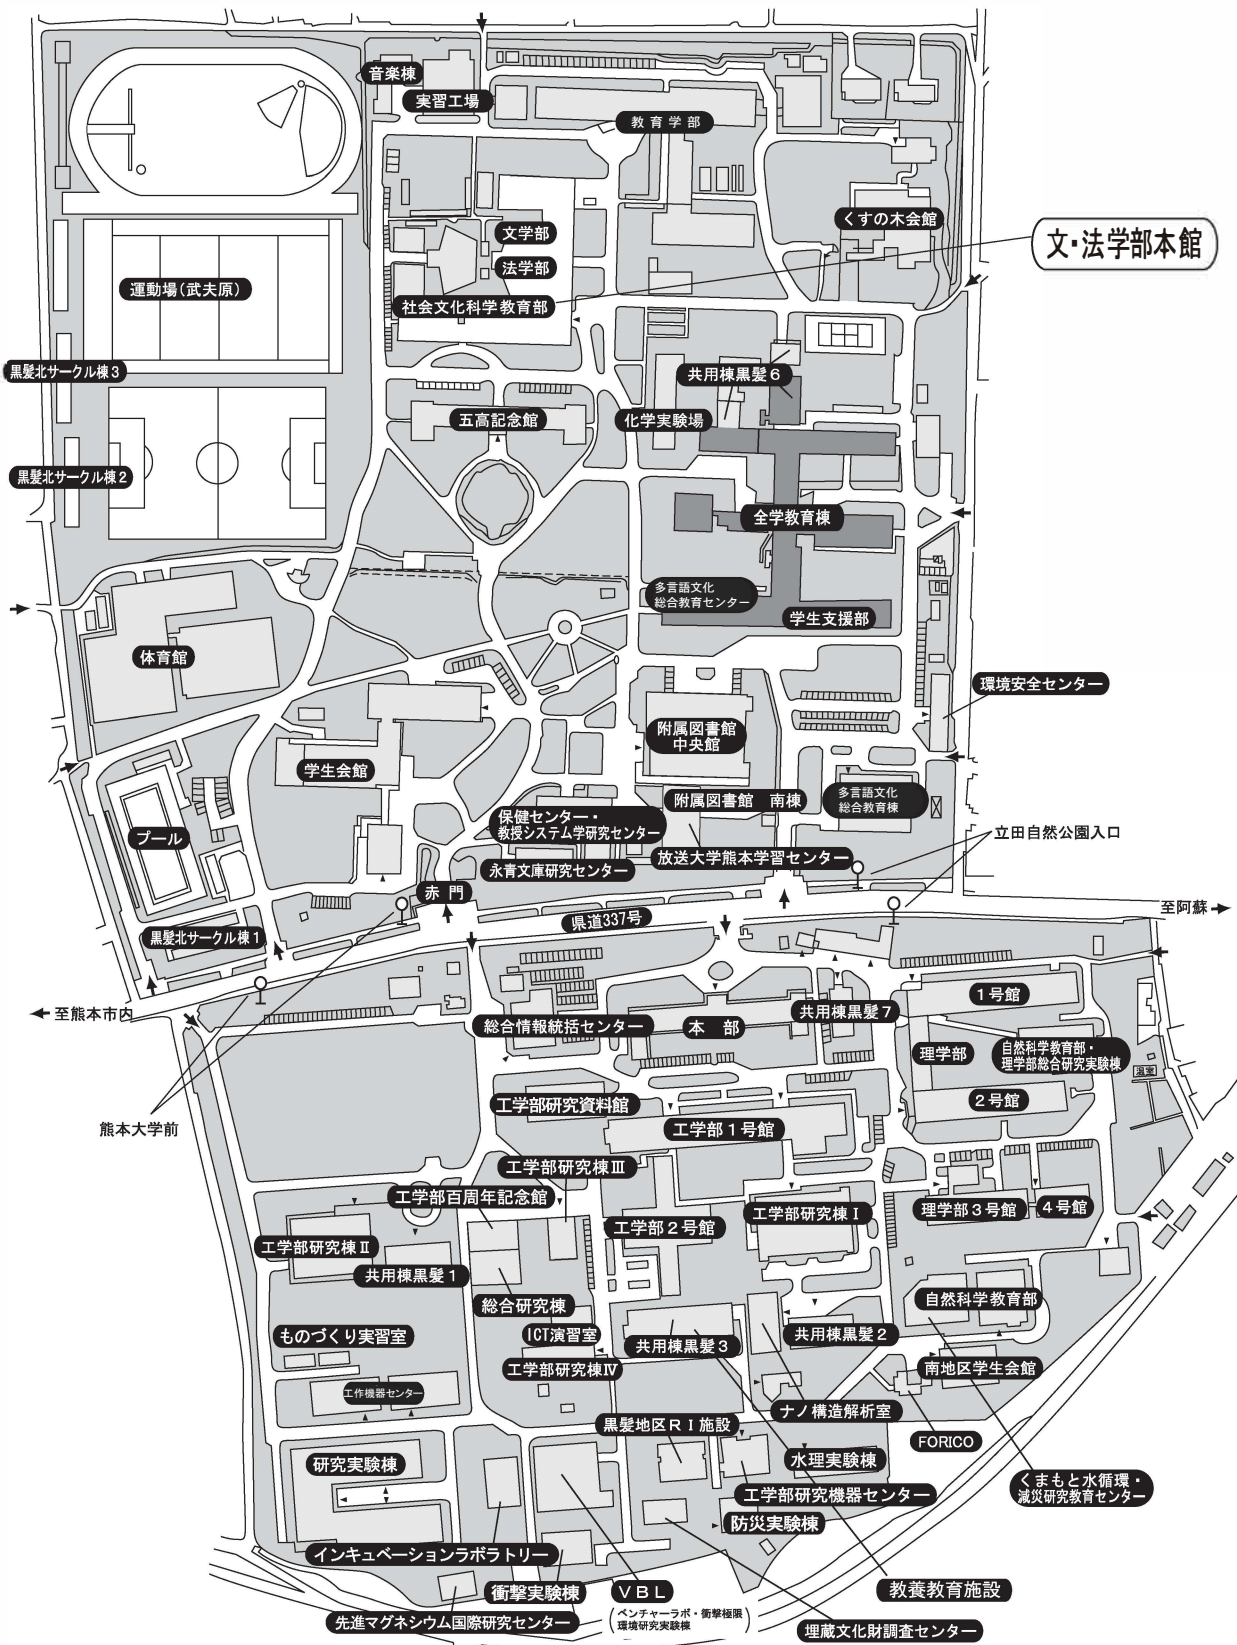 音楽棟
実習工場
教育学部
くすの木会館
文学部
文・法学部本館
法学部
運動場(武夫原)
社会文化科学教育部
黒髪北サークル棟3
共用棟黒髪6
五高記念館
化学実験場
黒髪北サークル棟2
全学教育棟
多言語文化
総合教育センター
学生支援部
体育館
環境安全センター
附属図書館
中央館
学生会館
附属図書館 南棟
多言語文化
総合教育棟
保健センター・
教授システム学研究センター
プール
立田自然公園入口
放送大学熊本学習センター
永青文庫研究センター
赤門
至阿蘇
県道337号
黒髪北サークル棟1
1号館
至熊本市内
共用棟黒髪7
総合情報統括センター
本部
理学部
自然科学教育部・
理学部総合研究実験棟
温室
2号館
工学部研究資料館
熊本大学前
工学部1号館
工学部研究棟Ⅲ
工学部百周年記念館
理学部3号館
4号館
工学部研究棟Ⅰ
工学部2号館
工学部研究棟Ⅱ
共用棟黒髪1
自然科学教育部
総合研究棟
ものづくり実習室
ICT演習室
共用棟黒髪2
共用棟黒髪3
工学部研究棟Ⅳ
南地区学生会館
工作機器センター
ナノ構造解析室
黒髪地区RI施設
FORICO
水理実験棟
研究実験棟
くまもと水循環・
減災研究教育センター
工学部研究機器センター
防災実験棟
インキュベーションラボラトリー
衝撃実験棟
VBL
教養教育施設
(ベンチャーラボ・衝撃極限
環境研究実験棟)
先進マグネシウム国際研究センター
埋蔵文化財調査センター